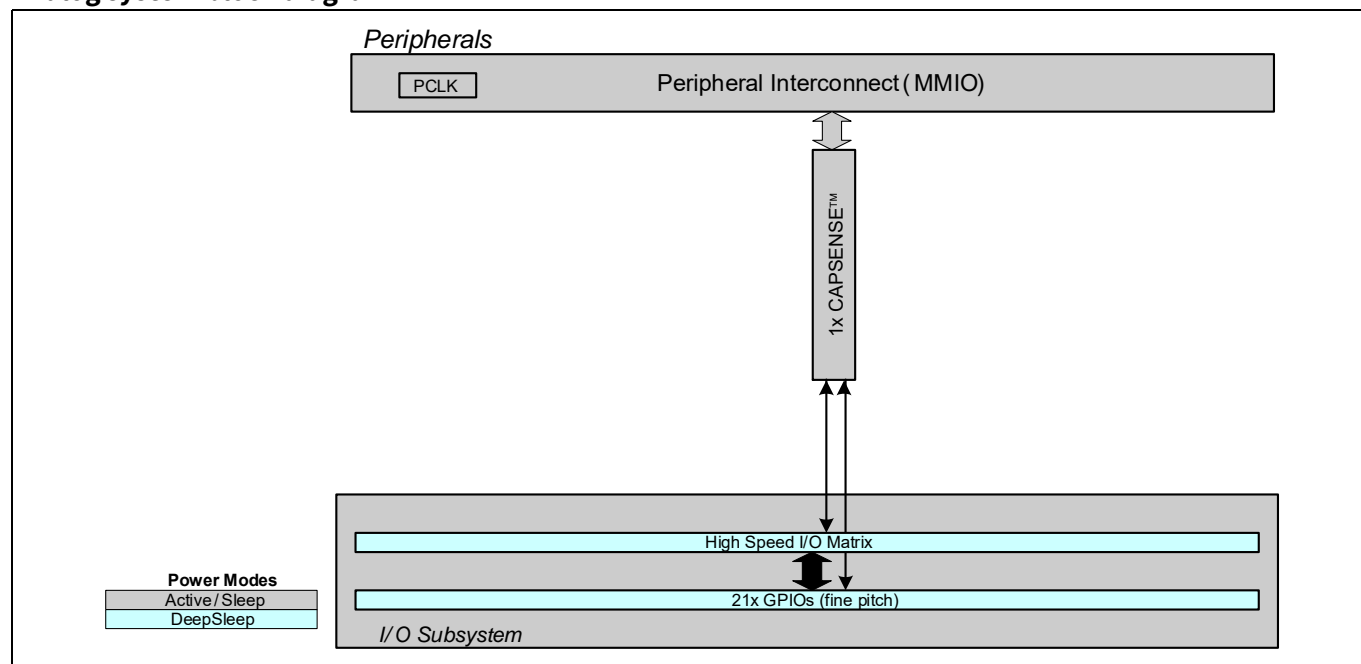 Peripherals
PCLK
Peripheral Interconnect (MMIO)
1x CAPSENSE™
High Speed I/O Matrix
21x GPIOs (fine pitch)
I/O Subsystem
Power Modes
Active/Sleep
DeepSleep